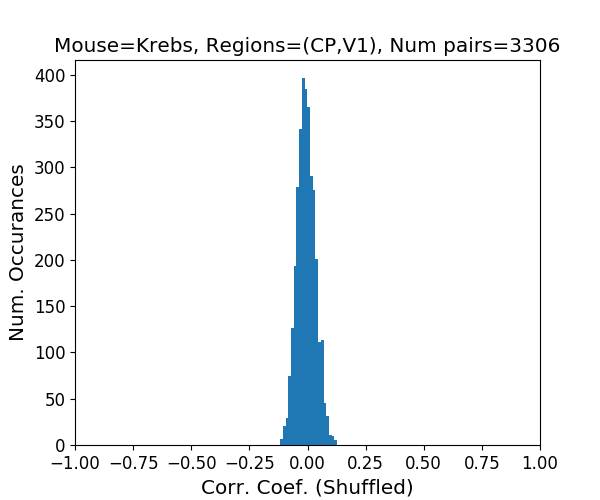 Mouse=Krebs, Regions=(CP,V1), Num pairs=3306
400
350
300
250
200
150
100
50
0
Num. Occurances
−1.00 −0.75 −0.50 −0.25 0.00 0.25 0.50 0.75 1.00
Corr. Coef. (Shuffled)